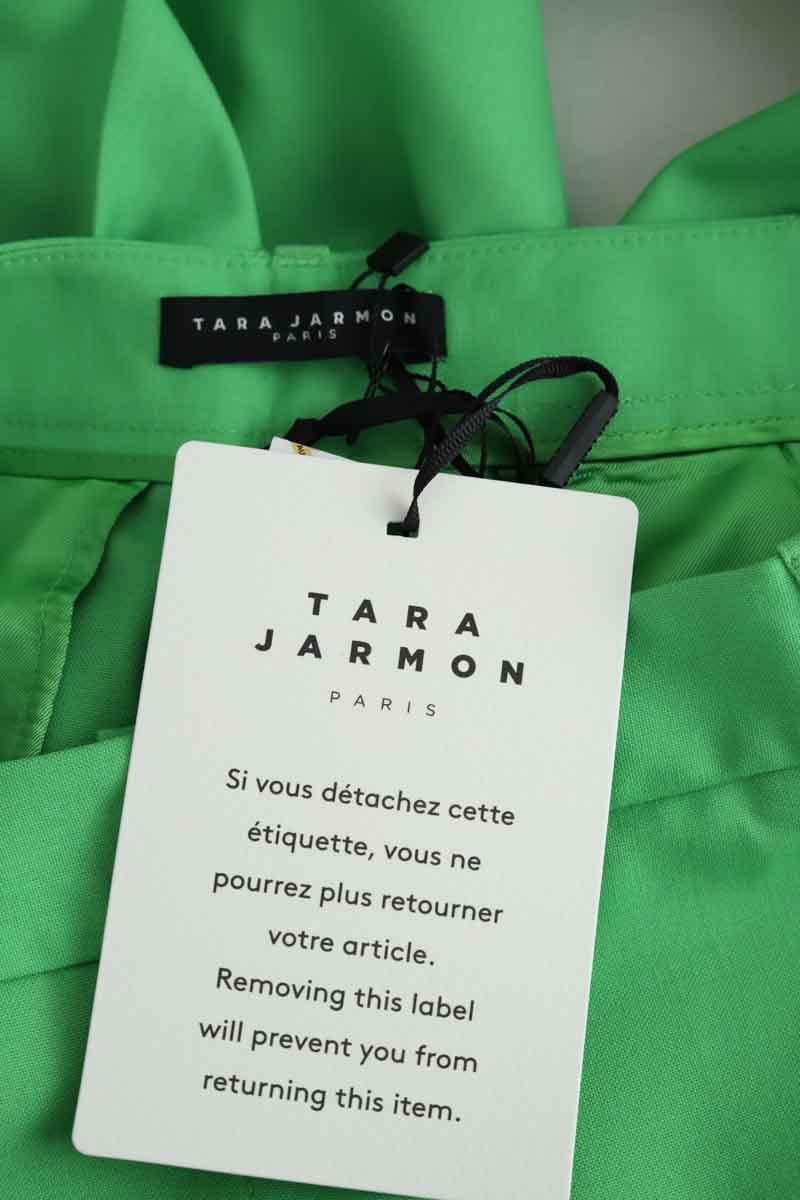 TARA JARMON
PARIS
TARA
JARMON
PARIS
Si vous détachez cette
étiquette, vous ne
pourrez plus retourner
votre article.
Removing this label
will prevent you from
returning this item.